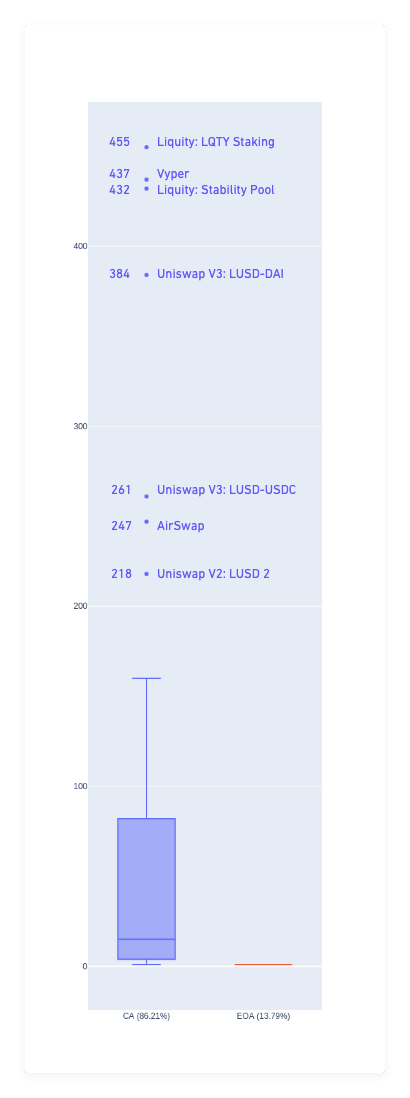 455 Liquity: LQTY Staking
437 Vyper
432 Liquity: Stability Pool
400
384 Uniswap V3: LUSD-DAI
300
261 Uniswap V3: LUSD-USDC
247 AirSwap
218 Uniswap V2: LUSD 2
200
100
0
CA (86.21%) EOA (13.79%)